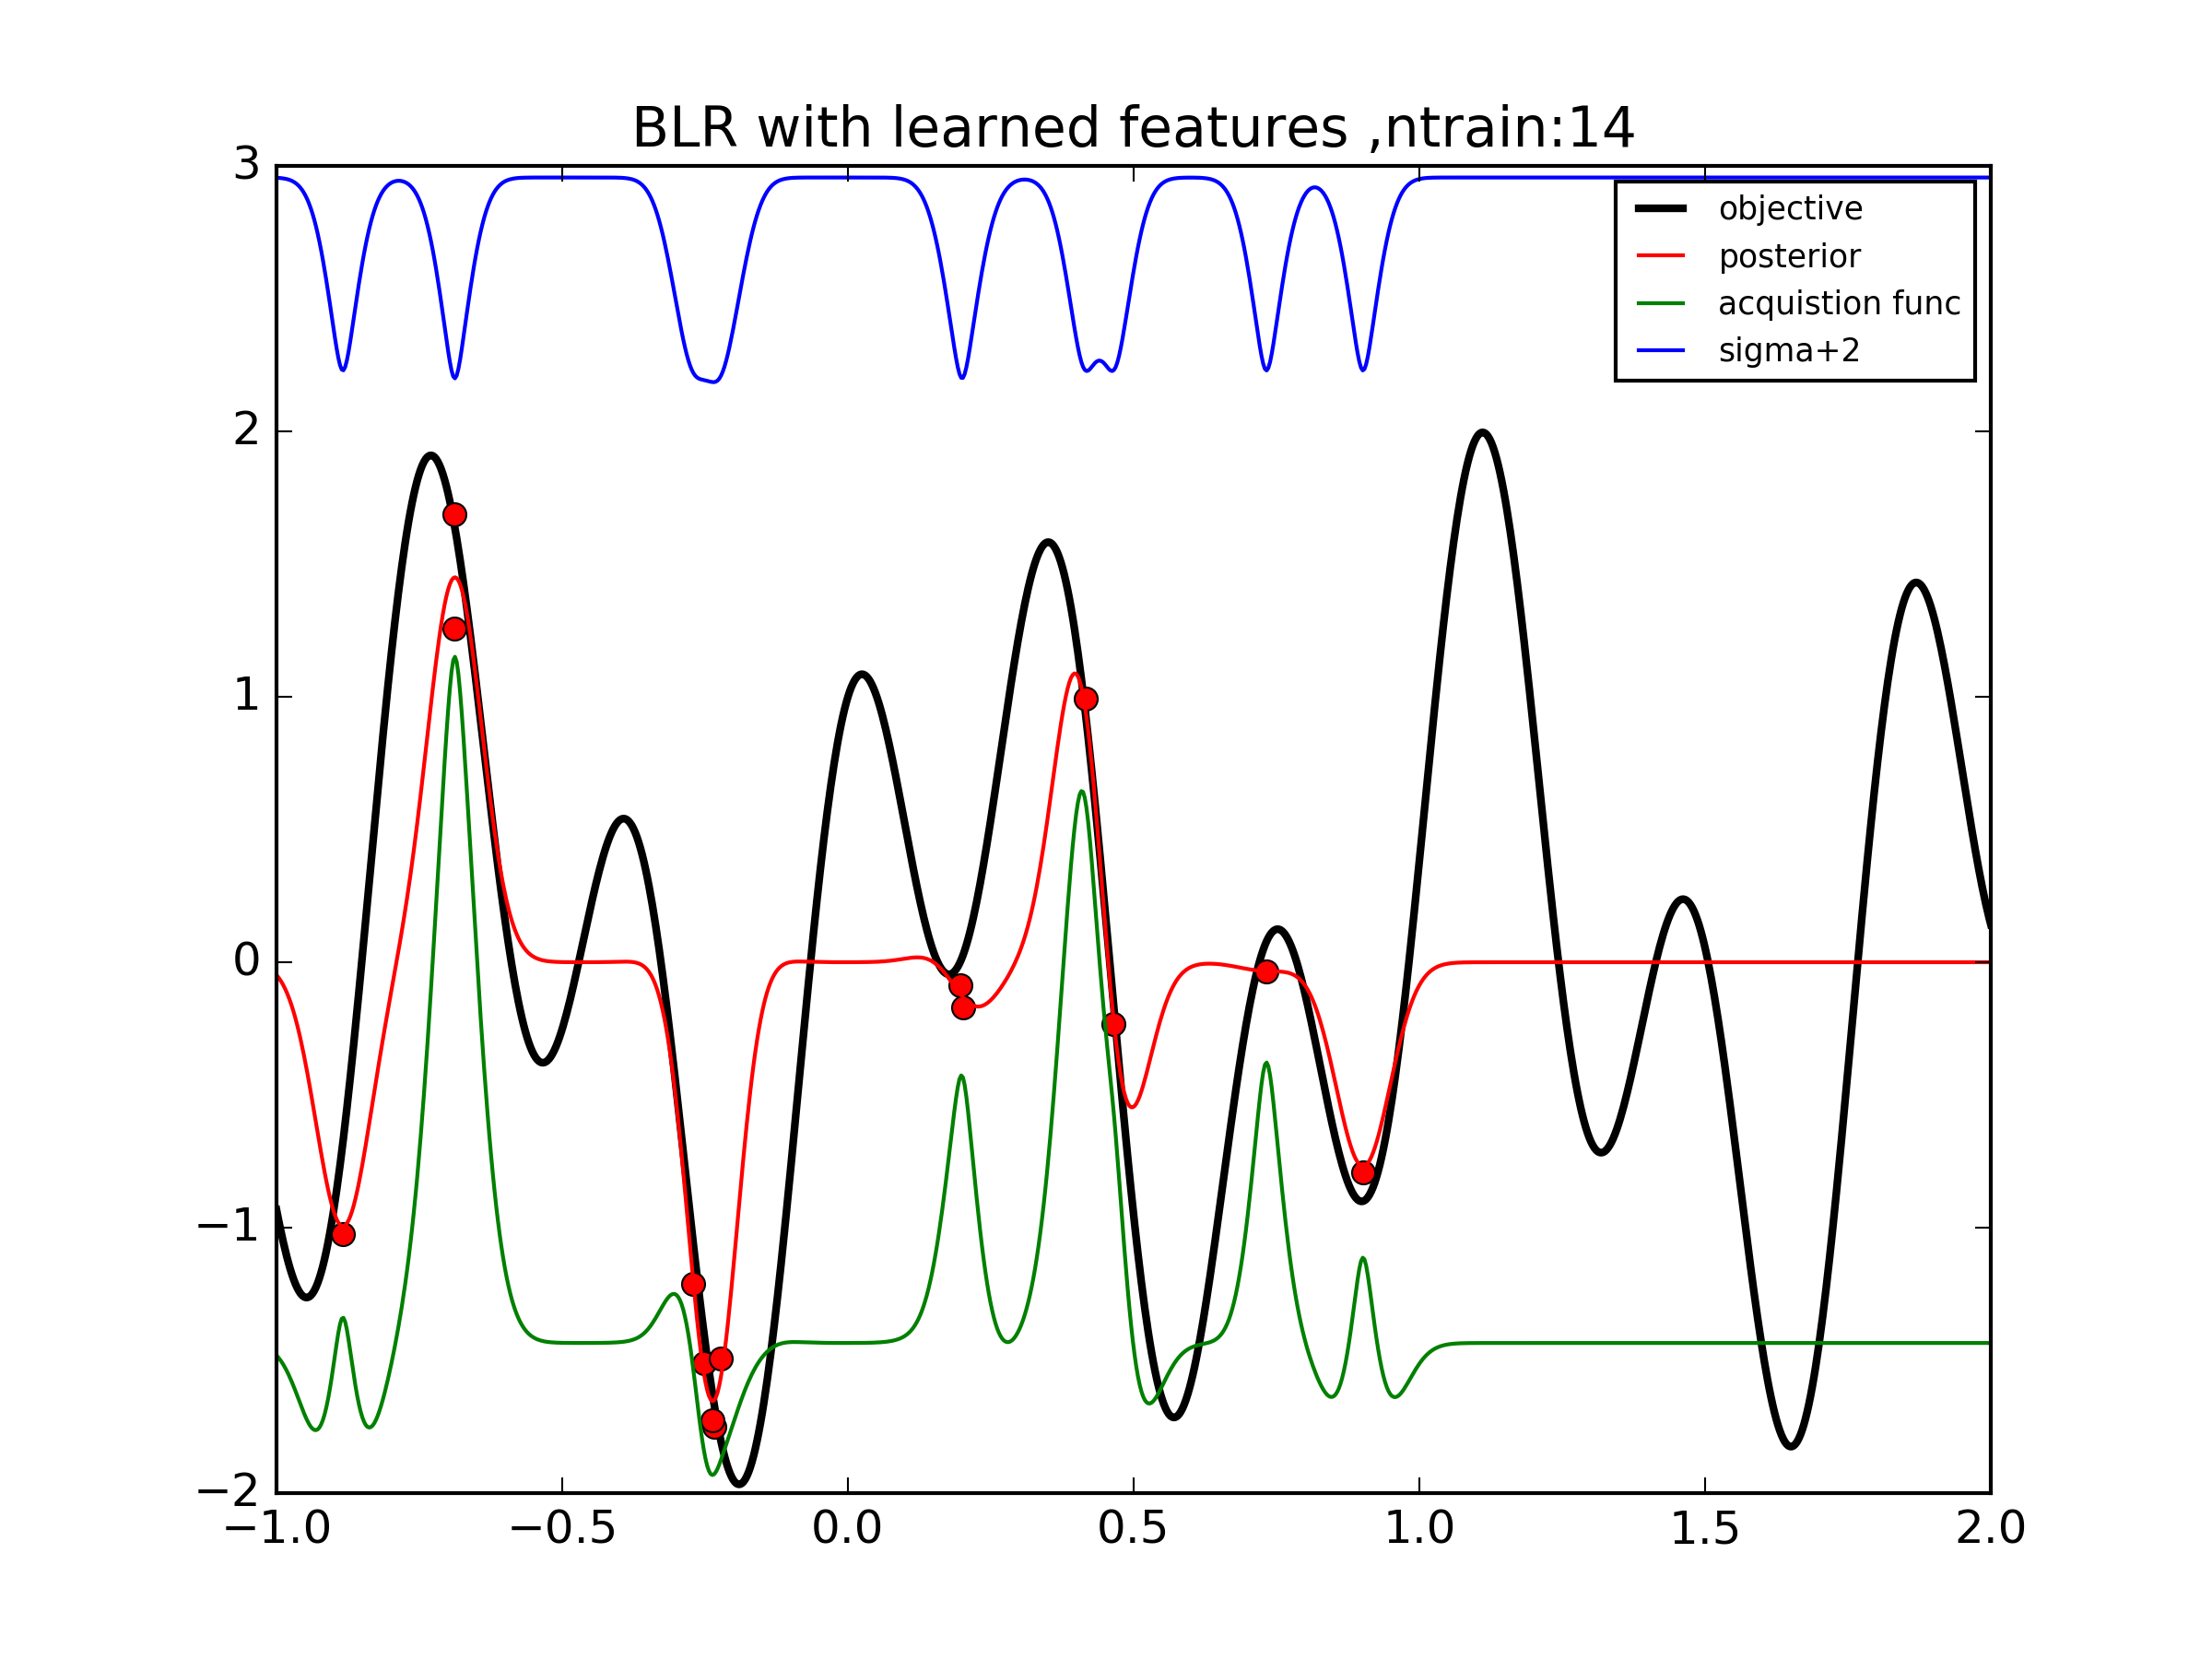 BLR with learned features ,ntrain:14
3
2
1
0
−1
−2
objective
posterior
acquistion func
sigma+2
−1.0 −0.5 0.0 0.5 1.0 1.5 2.0